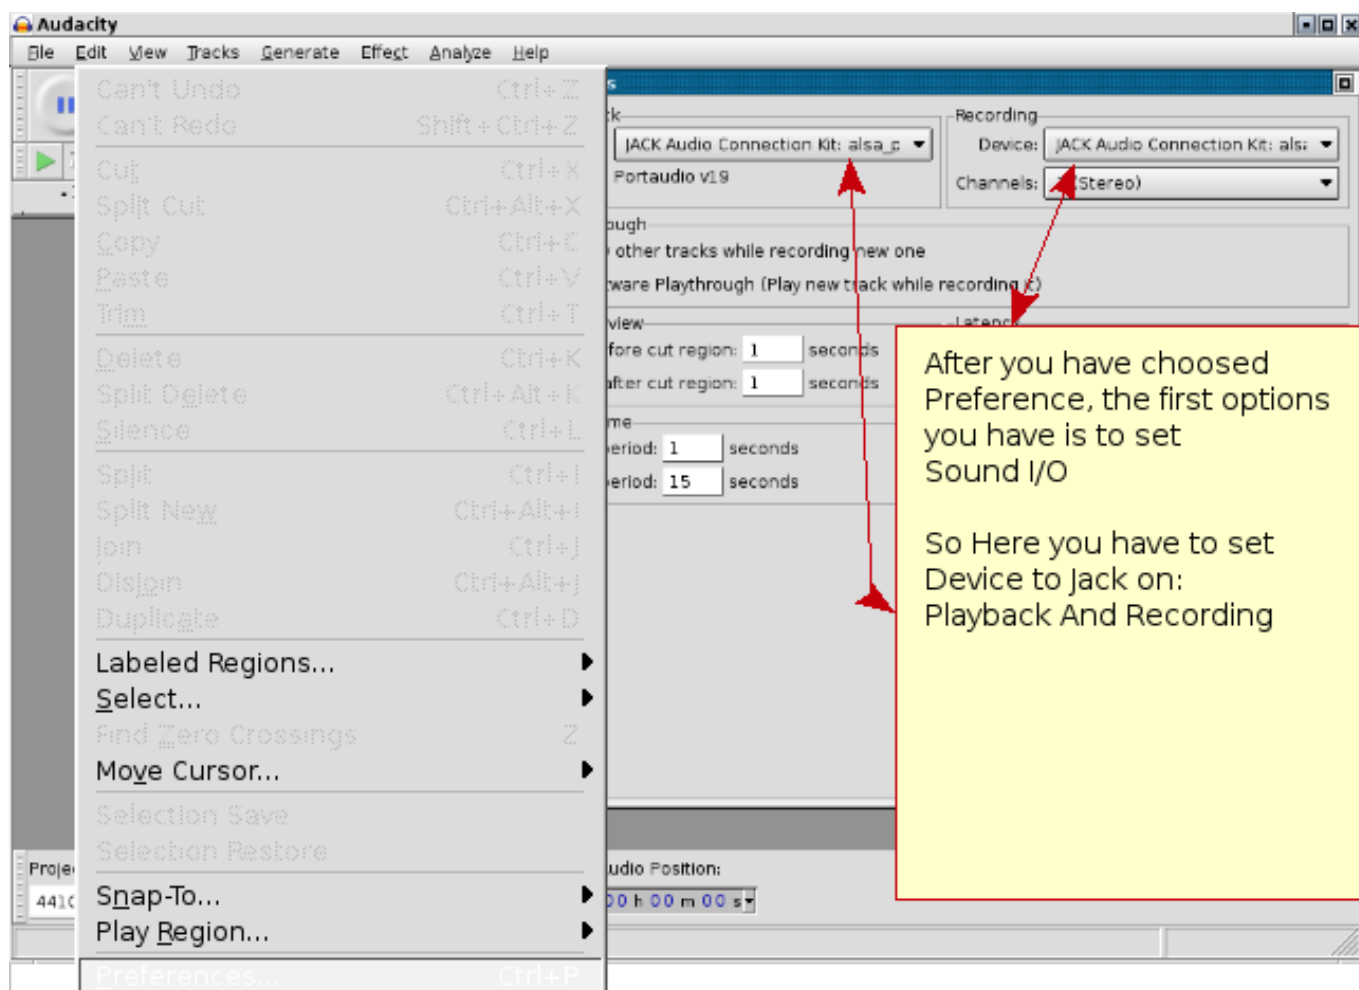 Audacity
File Edit View Tracks Generate Effect Analyze Help
Can't Undo Ctrl+Z
Can't Redo Shift+Ctrl+Z
Cut Ctrl+X
Split Cut Ctrl+Alt+X
Copy Ctrl+C
Paste Ctrl+V
Trim Ctrl+T
Delete Ctrl+K
Split Delete Ctrl+Alt+K
Silence Ctrl+L
Split Ctrl+I
Split New Ctrl+Alt+I
Join Ctrl+J
Disjoin Ctrl+Alt+J
Duplicate Ctrl+D
Labeled Regions...
Select...
Find Zero Crossings Z
Move Cursor...
Selection Save
Selection Restore
Snap-To...
Play Region...
Preferences... Ctrl+P
JACK Audio Connection Kit: alsa_p
Portaudio v19
Recording
Device: JACK Audio Connection Kit: alsa
Channels: (Stereo)
other tracks while recording new one
Playthrough (Play new track while recording it)
Latency
cut region: 1 seconds
after cut region: 1 seconds
period: 1 seconds
period: 15 seconds
After you have choosed
Preference, the first options
you have is to set
Sound I/O
So Here you have to set
Device to Jack on:
Playback And Recording
Position:
00 h 00 m 00 s